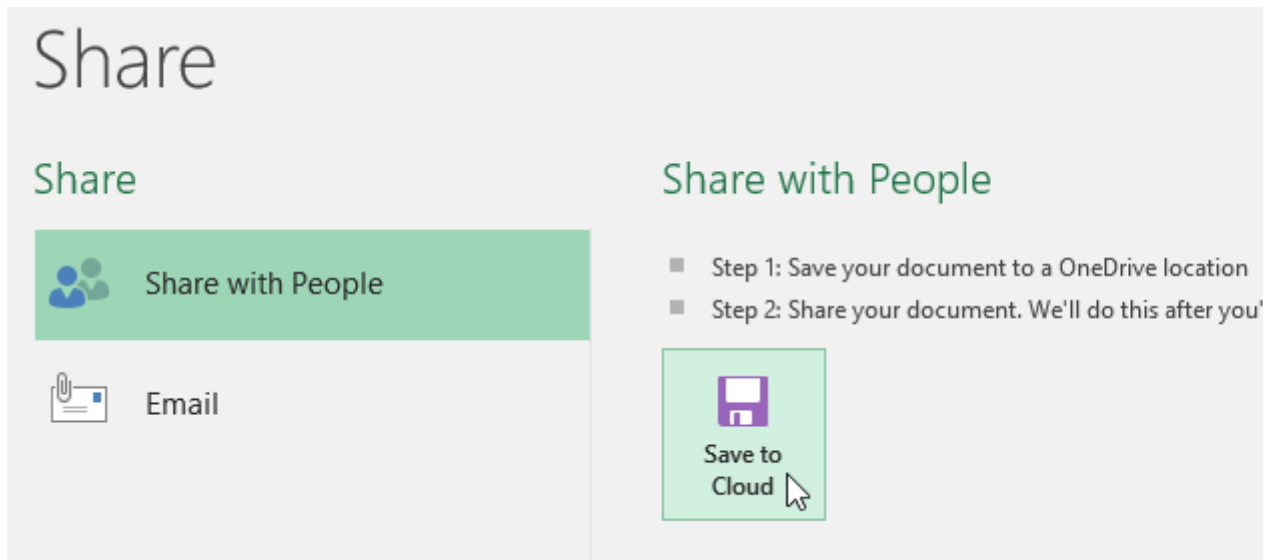 Share
Share
Share with People
Email
Share with People
Step 1: Save your document to a OneDrive location
Step 2: Share your document. We'll do this after you'
Save to
Cloud